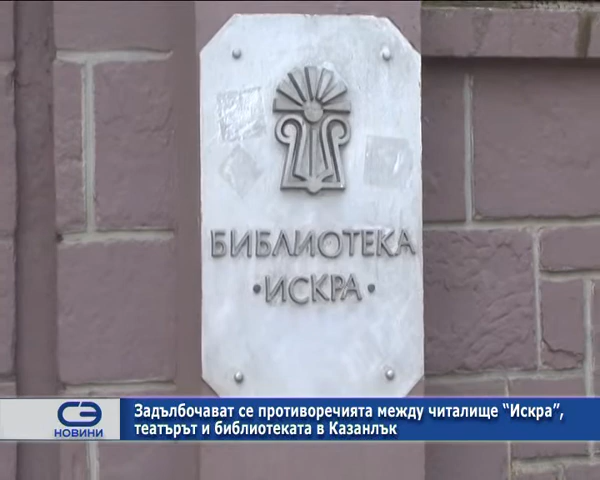 БИБЛИОТЕКА
• ИСКРА •
СЭ
НОВИНИ
Задълбочават се противоречията между читалище "Искра",
театърът и библиотеката в Казанлък